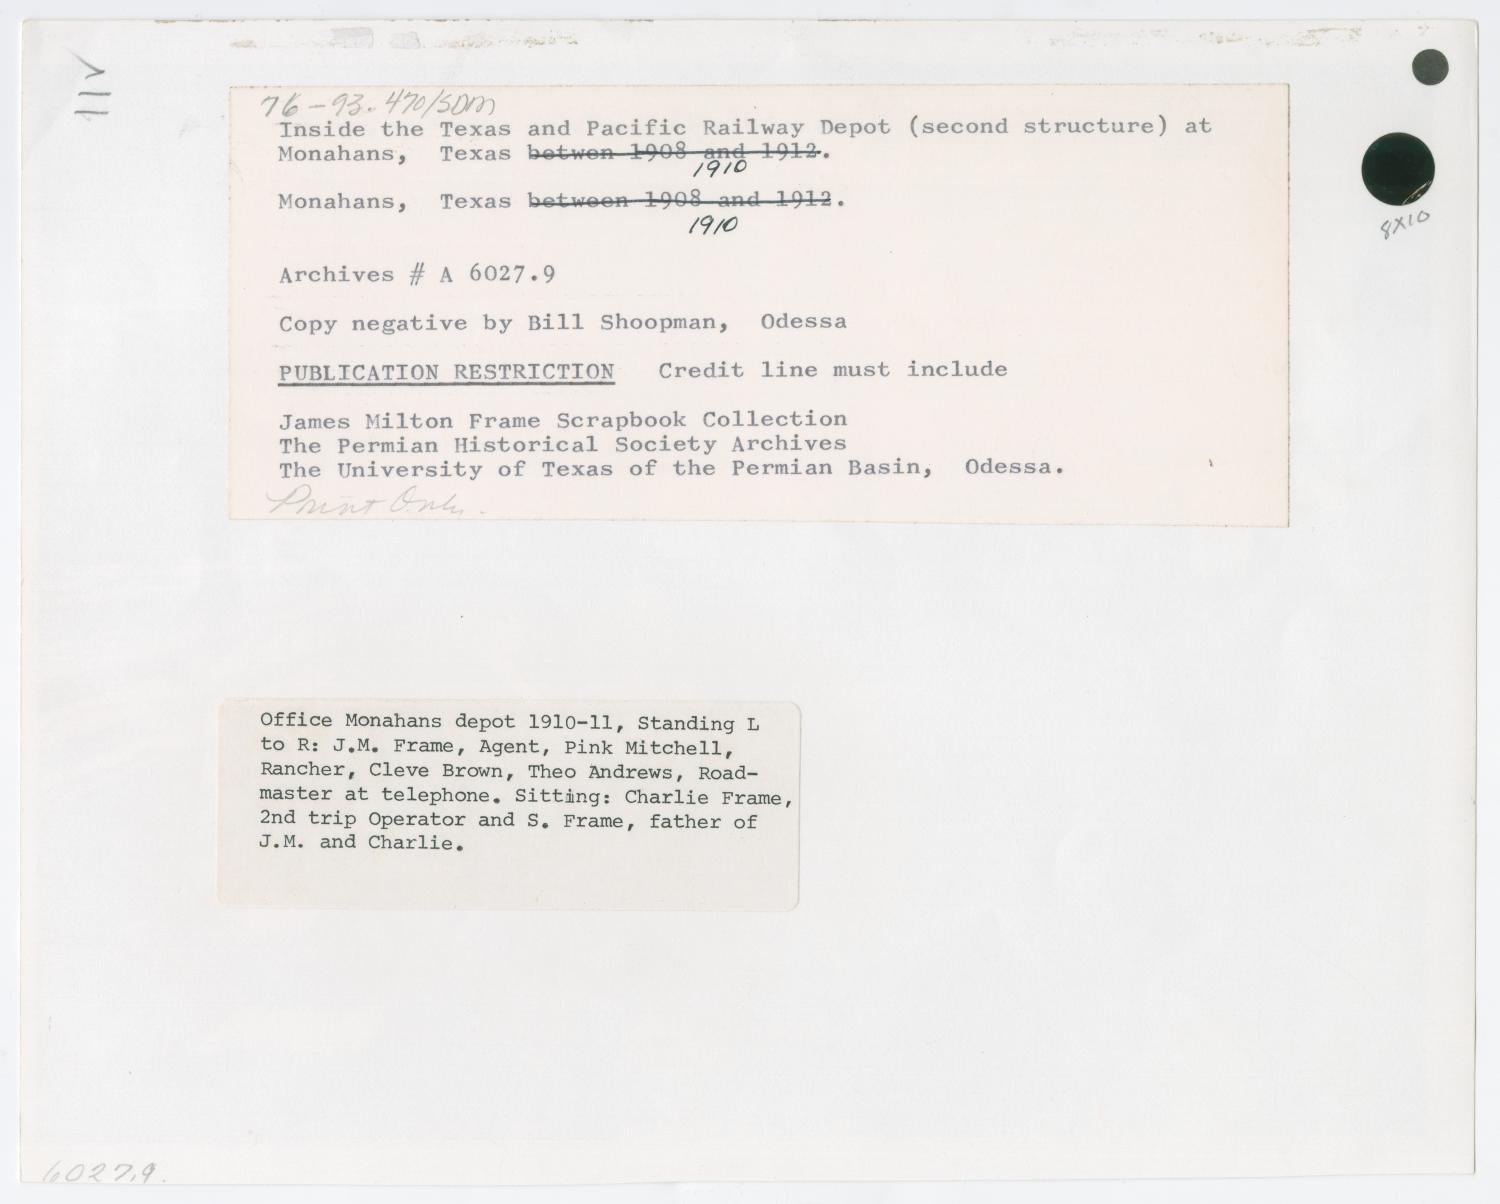 76-93.470/SDM
Inside the Texas and Pacific Railway Depot (second structure) at
Monahans, Texas betwen 1908 and 1912.
1910
Monahans, Texas between 1908 and 1912.
1910
Archives # A 6027.9
Copy negative by Bill Shoopman, Odessa
PUBLICATION RESTRICTION Credit line must include
James Milton Frame Scrapbook Collection
The Permian Historical Society Archives
The University of Texas of the Permian Basin, Odessa.
Print Only.
8X10
Office Monahans depot 1910-11, Standing L
to R: J.M. Frame, Agent, Pink Mitchell,
Rancher, Cleve Brown, Theo Andrews, Road-
master at telephone. Sitting: Charlie Frame,
2nd trip Operator and S. Frame, father of
J.M. and Charlie.
6027.9.